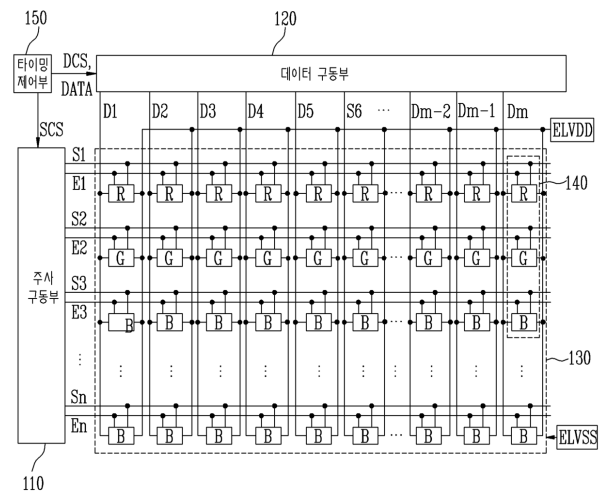 150
120
타이밍
제어부
DCS,
DATA
데이터 구동부
SCS
D1 D2 D3 D4 D5 S6 ··· Dm-2 Dm-1 Dm
ELVDD
S1
E1
R R R R R R ··· R R R
140
S2
E2
G G G G G G ··· G G G
주사
구동부
S3
E3
B B B B B B ··· B B B
130
Sn
En
B B B B B B ··· B B B
ELVSS
110